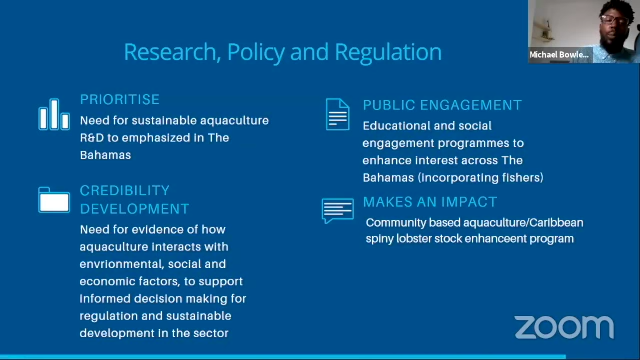 Research, Policy and Regulation
Michael Bowle...
PRIORITISE
Need for sustainable aquaculture
R&D to emphasized in The
Bahamas
CREDIBILITY
DEVELOPMENT
Need for evidence of how
aquaculture interacts with
envrionmental, social and
economic factors, to support
informed decision making for
regulation and sustainable
development in the sector
PUBLIC ENGAGEMENT
Educational and social
engagement programmes to
enhance interest across The
Bahamas (incorporating fishers)
MAKES AN IMPACT
Community based aquaculture/Caribbean
spiny lobster stock enhanceent program
zoom